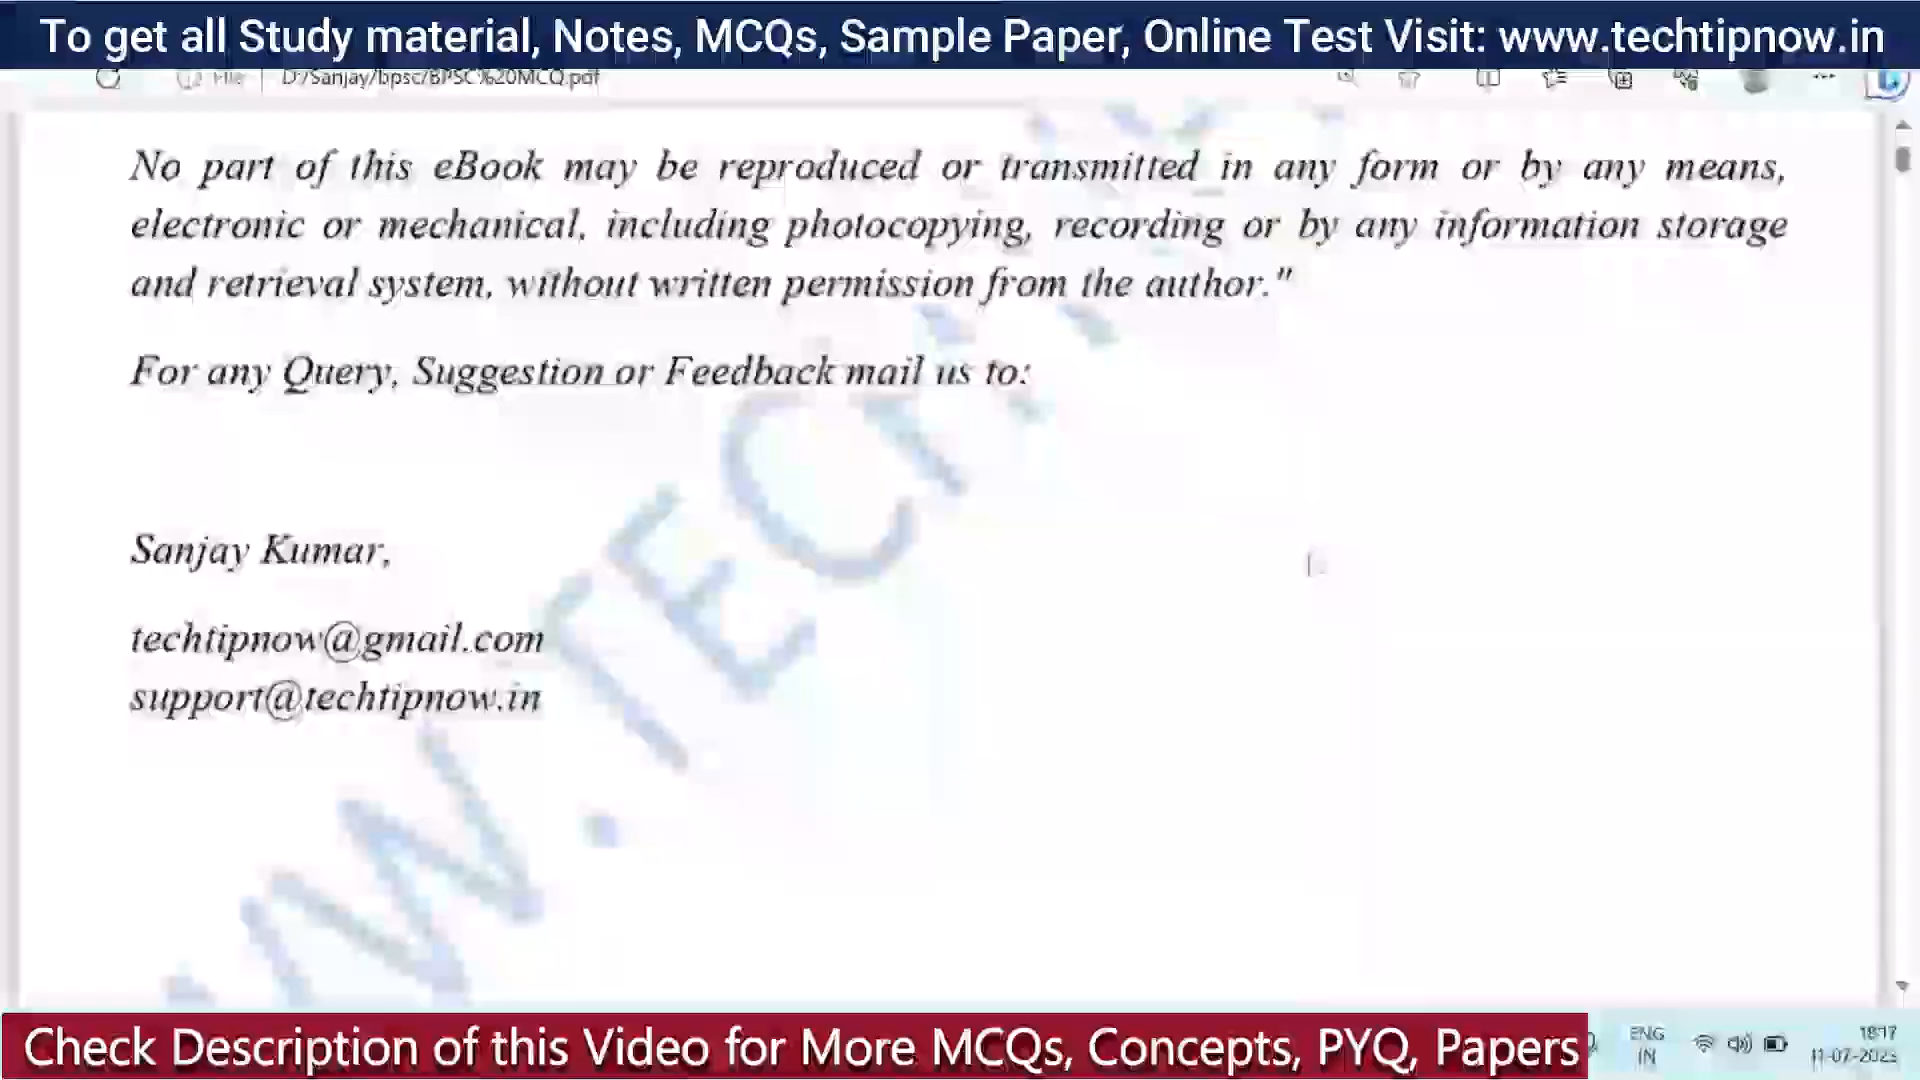 To get all Study material, Notes, MCQs, Sample Paper, Online Test Visit: www.techtipnow.in
File D:/Sanjay/bpsc/BPSC%20MCQ.pdf
No part of this eBook may be reproduced or transmitted in any form or by any means,
electronic or mechanical, including photocopying, recording or by any information storage
and retrieval system, without written permission from the author."
For any Query, Suggestion or Feedback mail us to:
Sanjay Kumar,
techtipnow@gmail.com
support@techtipnow.in
WW.TECH
Check Description of this Video for More MCQs, Concepts, PYQ, Papers
ENG
IN
18:17
11-07-2023